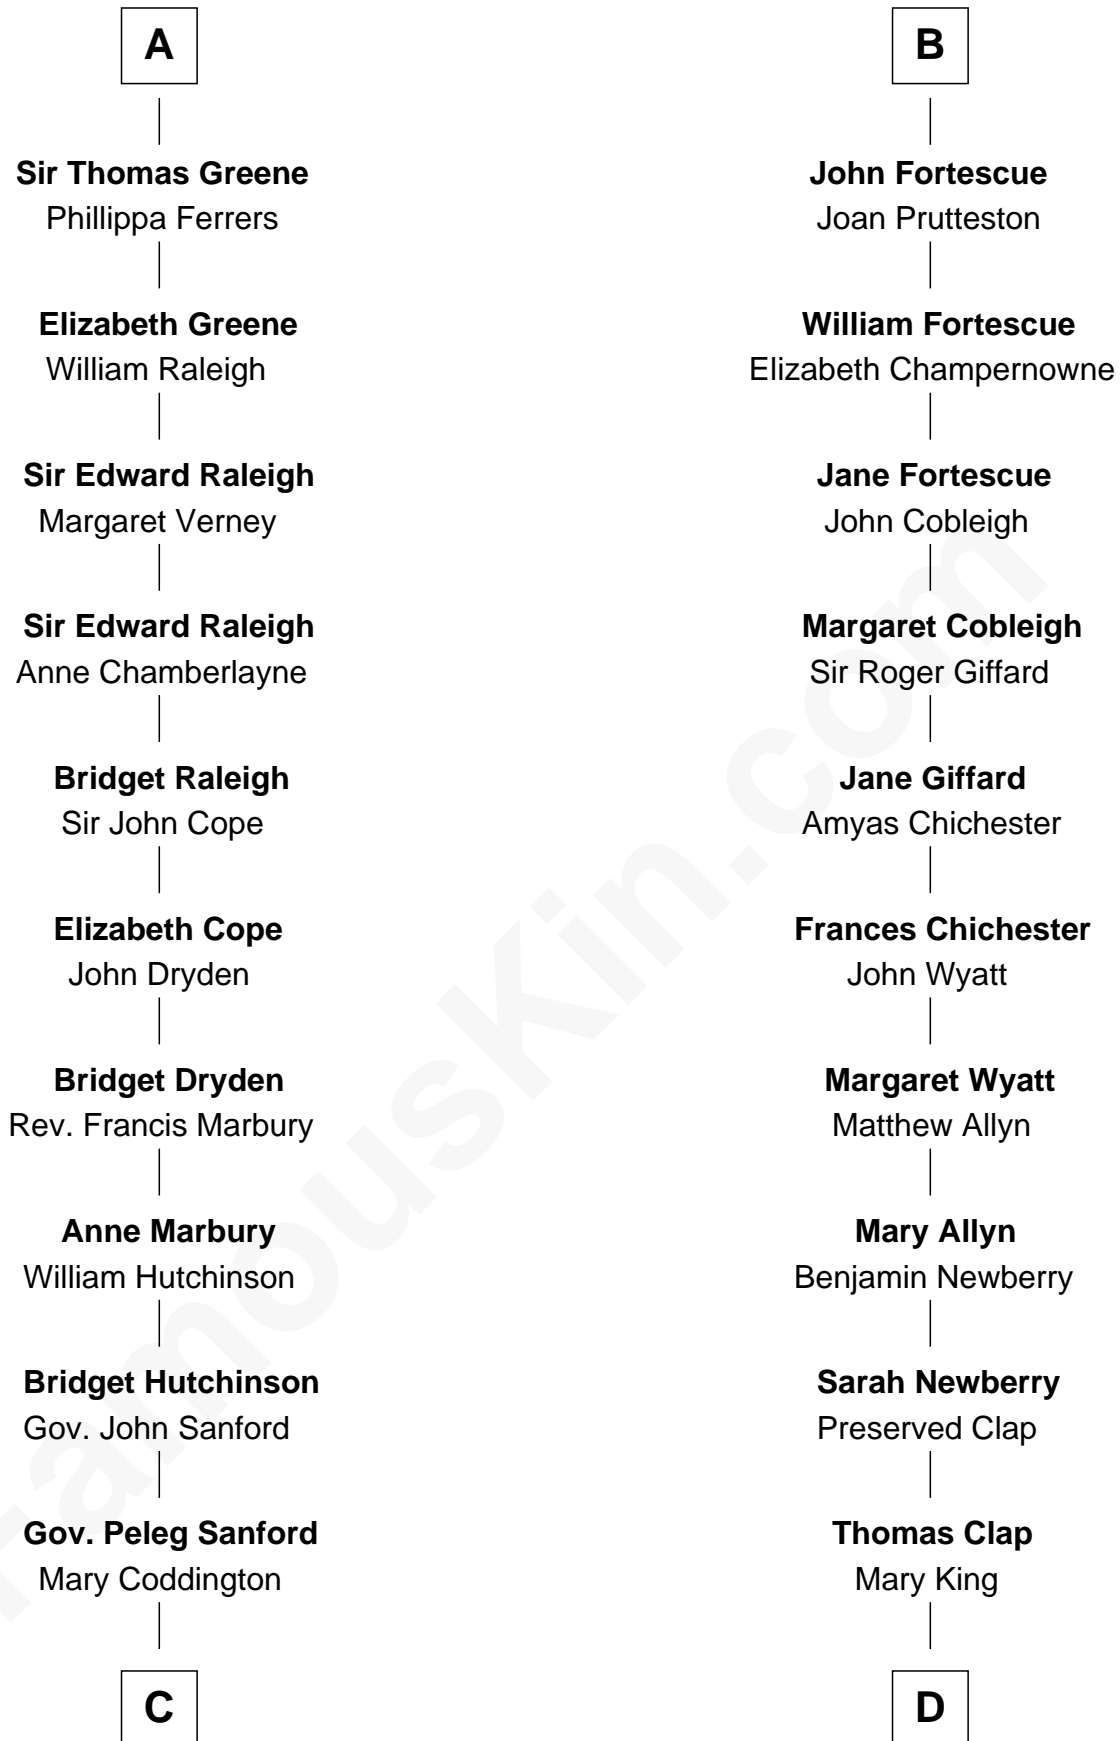 A
Sir Thomas Greene
Phillippa Ferrers
Elizabeth Greene
William Raleigh
Sir Edward Raleigh
Margaret Verney
Sir Edward Raleigh
Anne Chamberlayne
Bridget Raleigh
Sir John Cope
Elizabeth Cope
John Dryden
Bridget Dryden
Rev. Francis Marbury
Anne Marbury
William Hutchinson
Bridget Hutchinson
Gov. John Sanford
Gov. Peleg Sanford
Mary Coddington
C
B
John Fortescue
Joan Prutteston
William Fortescue
Elizabeth Champernowne
Jane Fortescue
John Cobleigh
Margaret Cobleigh
Sir Roger Giffard
Jane Giffard
Amyas Chichester
Frances Chichester
John Wyatt
Margaret Wyatt
Matthew Allyn
Mary Allyn
Benjamin Newberry
Sarah Newberry
Preserved Clap
Thomas Clap
Mary King
D
FamousKin.com